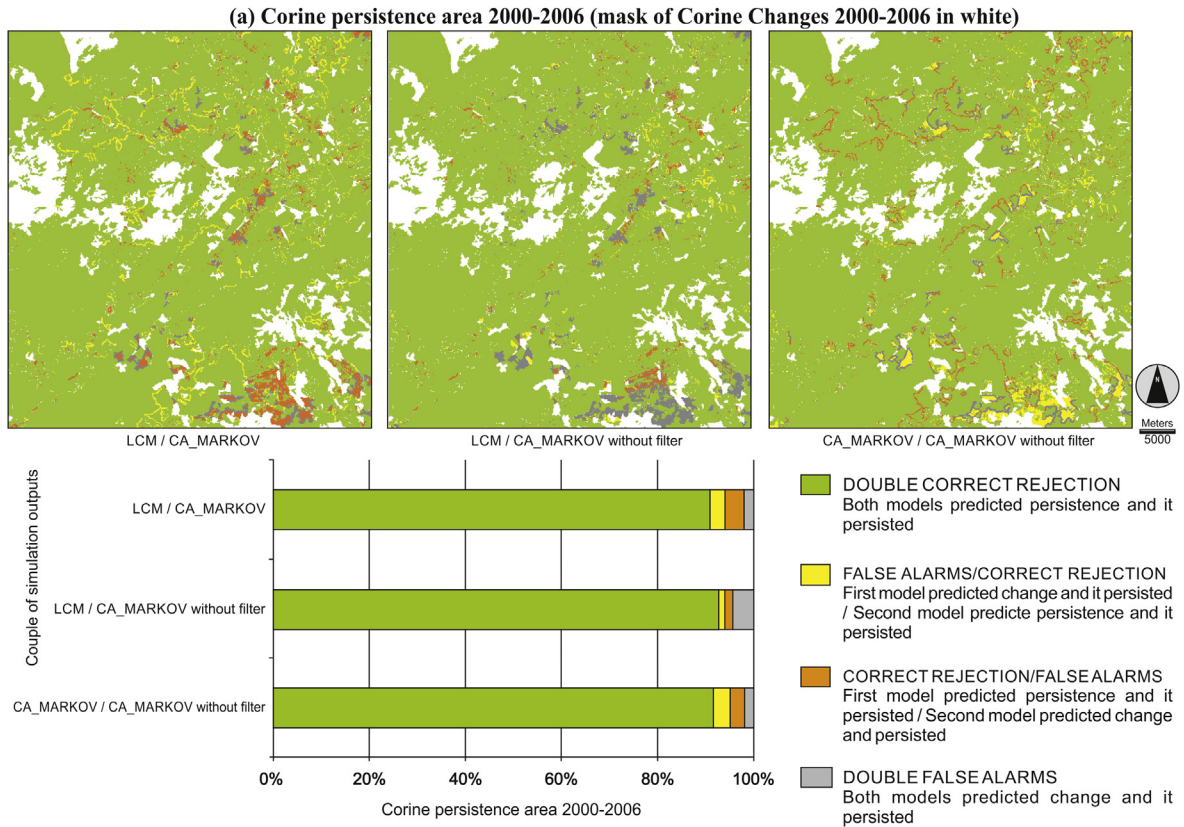 (a) Corine persistence area 2000-2006 (mask of Corine Changes 2000-2006 in white)
LCM / CA_MARKOV
LCM / CA_MARKOV without filter
CA_MARKOV / CA_MARKOV without filter
N
Meters
5000
Couple of simulation outputs
LCM / CA_MARKOV
LCM / CA_MARKOV without filter
CA_MARKOV / CA_MARKOV without filter
0% 20% 40% 60% 80% 100%
Corine persistence area 2000-2006
DOUBLE CORRECT REJECTION
Both models predicted persistence and it
persisted
FALSE ALARMS/CORRECT REJECTION
First model predicted change and it persisted
/ Second model predicte persistence and it
persisted
CORRECT REJECTION/FALSE ALARMS
First model predicted persistence and it
persisted / Second model predicted change
and persisted
DOUBLE FALSE ALARMS
Both models predicted change and it
persisted